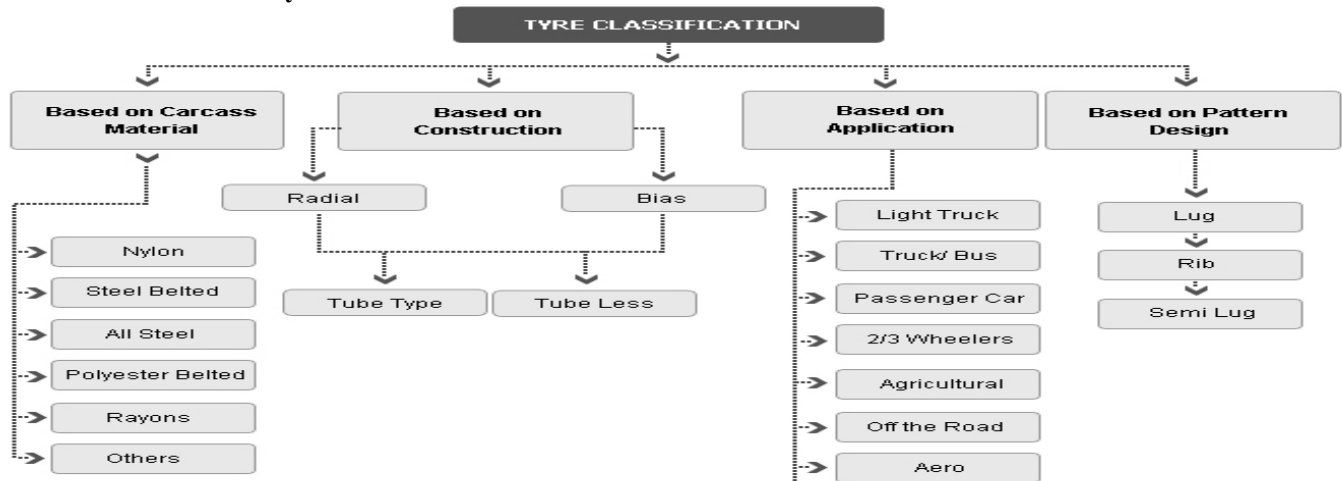 TYRE CLASSIFICATION
Based on Carcass
Material
Based on
Construction
Based on
Application
Based on Pattern
Design
Radial
Bias
Tube Type
Tube Less
Nylon
Steel Belted
All Steel
Polyester Belted
Rayons
Others
Light Truck
Truck/ Bus
Passenger Car
2/3 Wheelers
Agricultural
Off the Road
Aero
Lug
Rib
Semi Lug